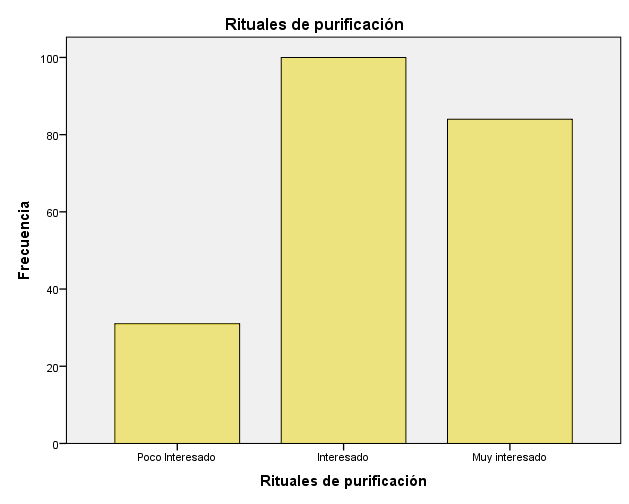 Rituales de purificación
100
80
60
40
20
0
Frecuencia
Poco Interesado
Interesado
Muy interesado
Rituales de purificación